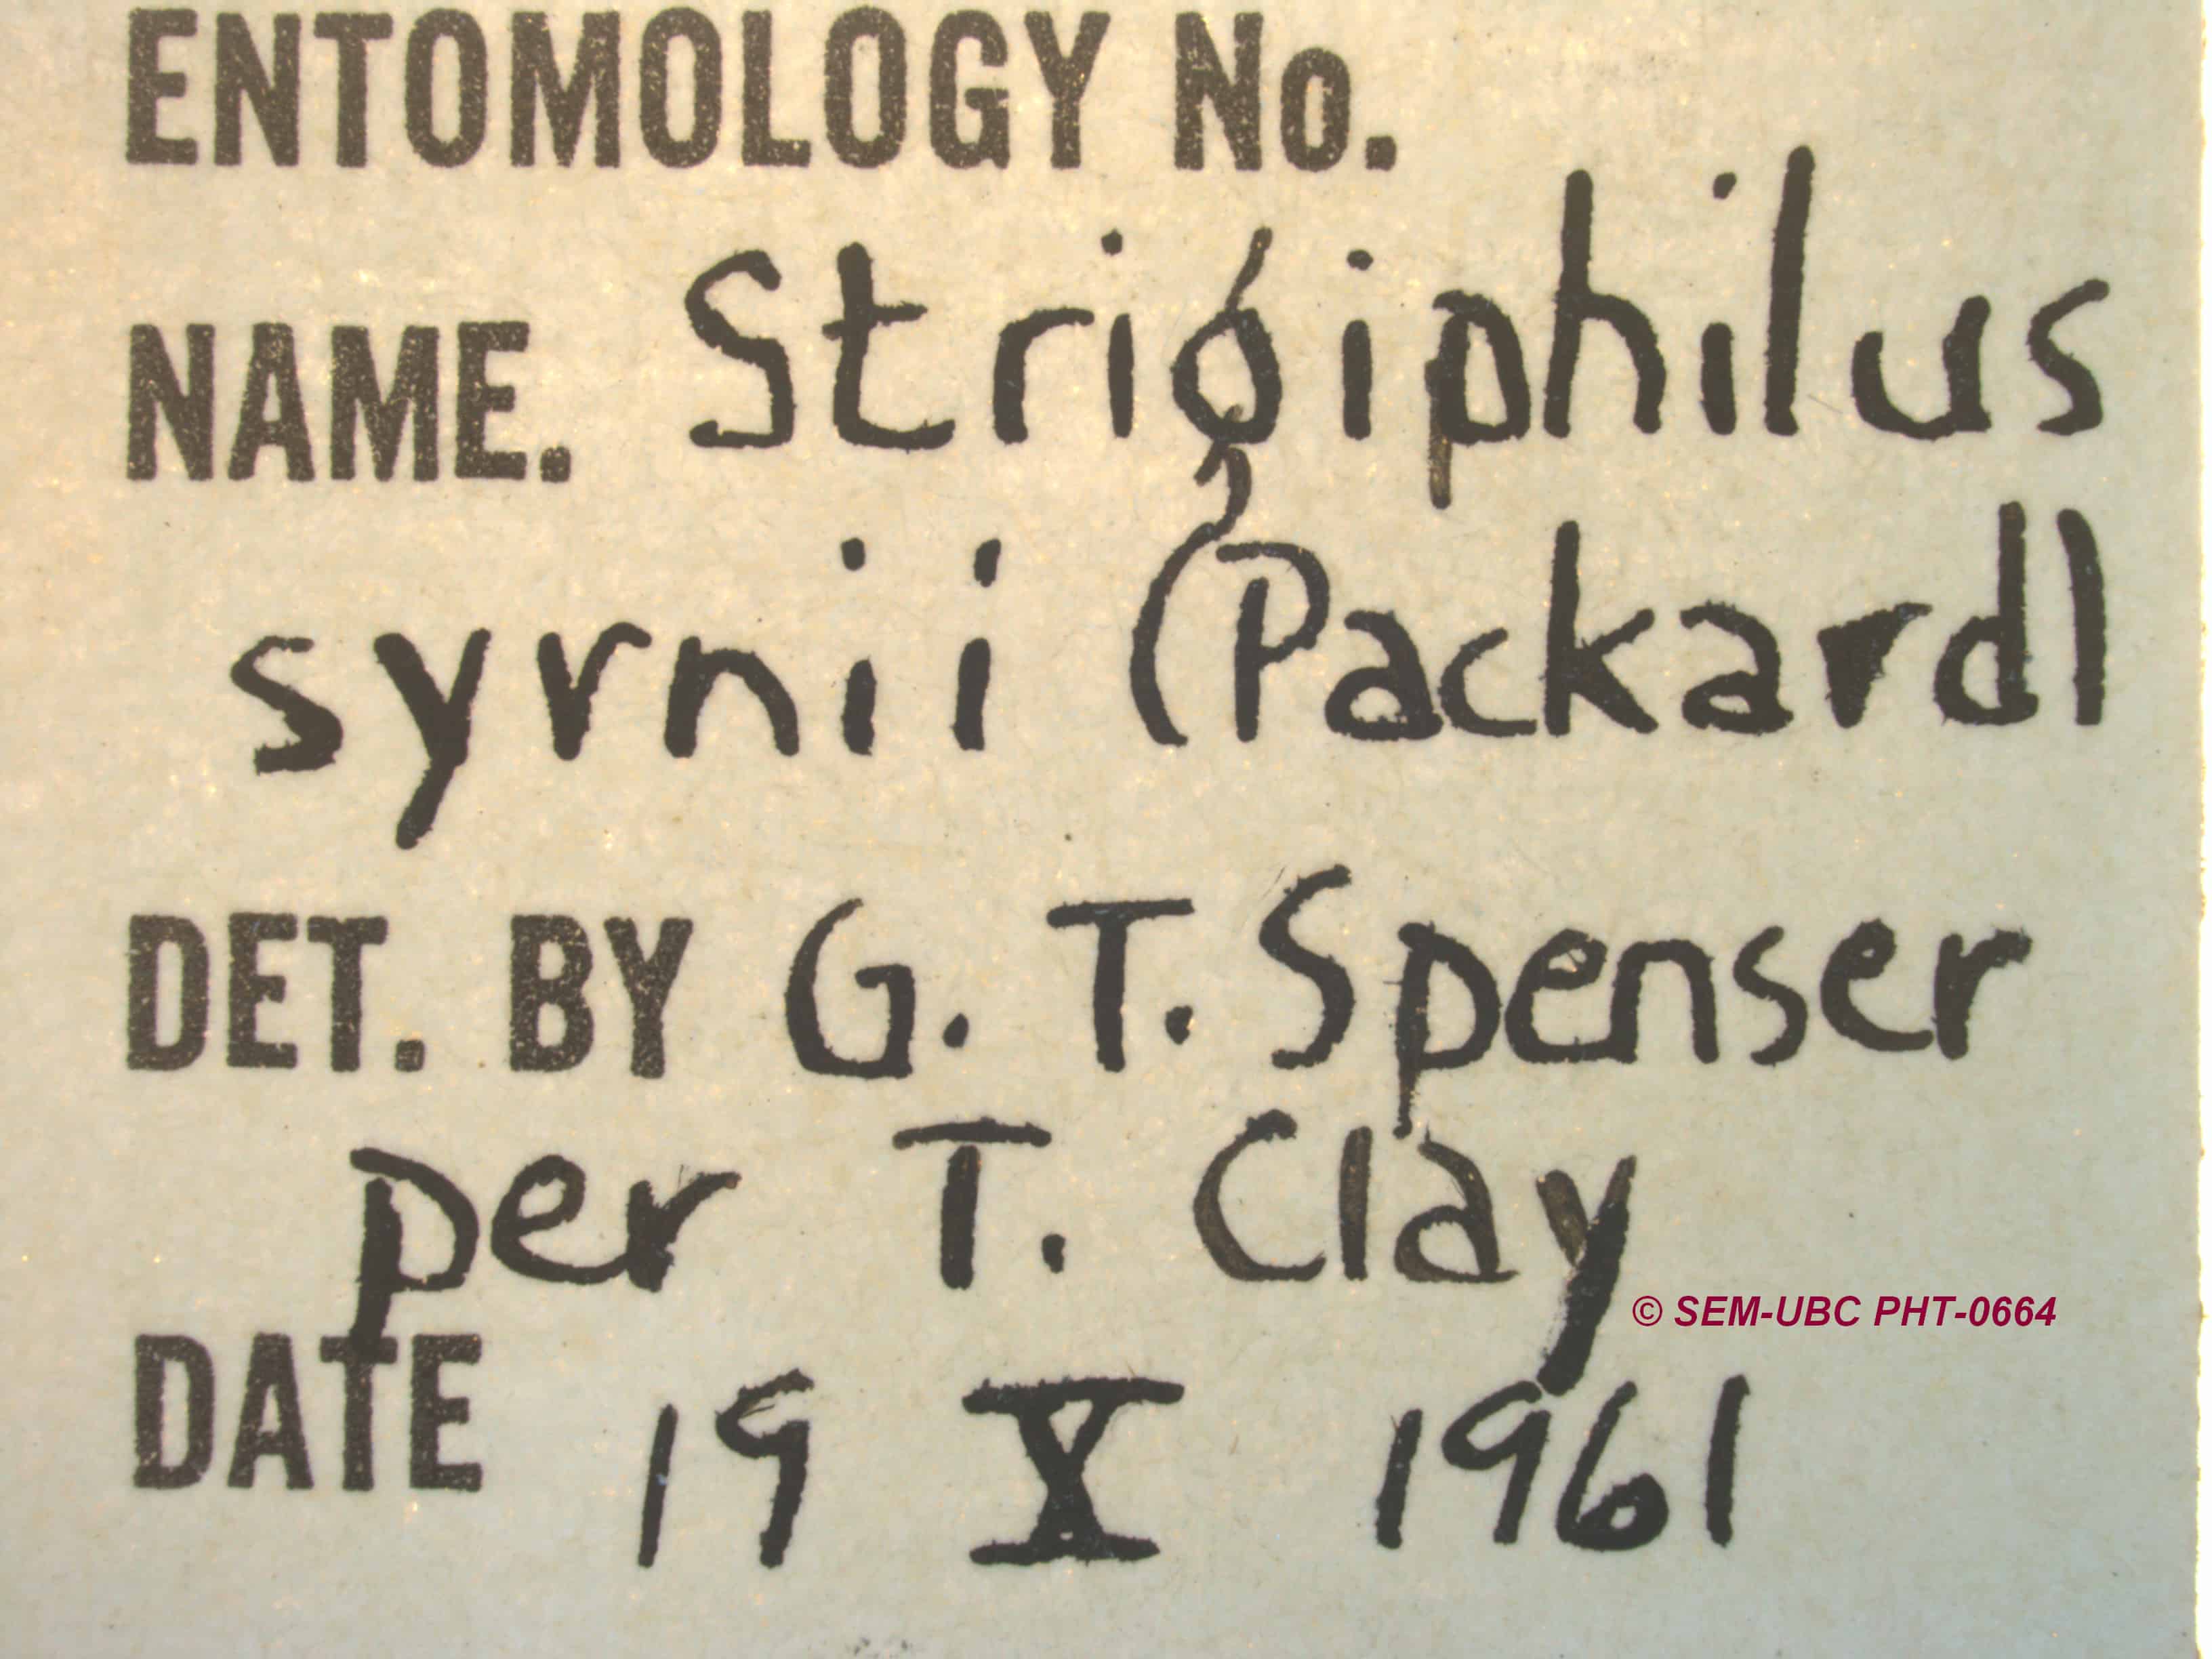 ENTOMOLOGY No.
NAME. Strigiphilus
syrnii (Packard)
DET. BY G. T. Spenser
per T. Clay
© SEM-UBC PHT-0664
DATE 19 X 1961